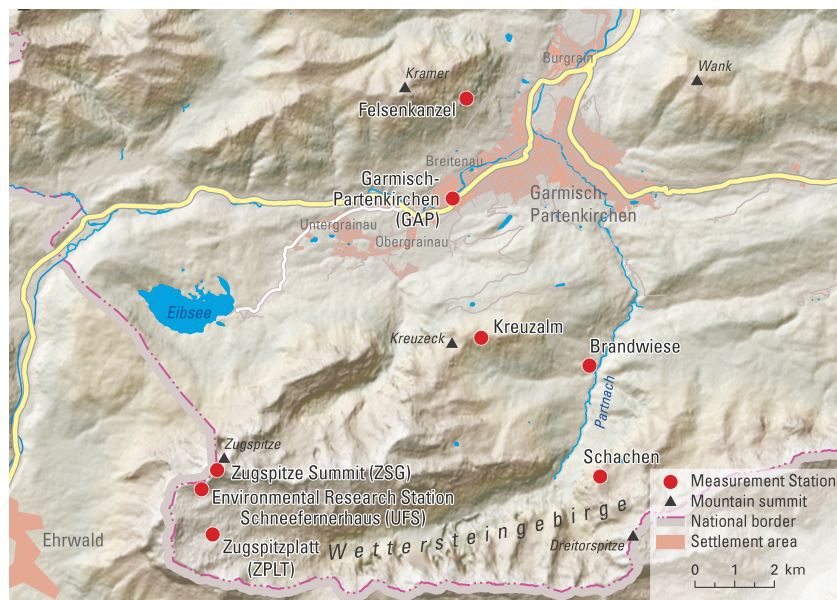 Burgrain
Kramer
Wank
Felsenkanzel
Breitenau
Garmisch-
Partenkirchen
(GAP)
Garmisch-
Partenkirchen
Untergrainau
Obergrainau
Eibsee
Kreuzeck
Kreuzalm
Brandwiese
Partnach
Zugspitze
Zugspitze Summit (ZSG)
Environmental Research Station
Schneefernerhaus (UFS)
Schachen
Ehrwald
Zugspitzplatt
(ZPLT)
Wettersteingebirge
Dreitorspitze
Measurement Station
Mountain summit
National border
Settlement area
0 2 km